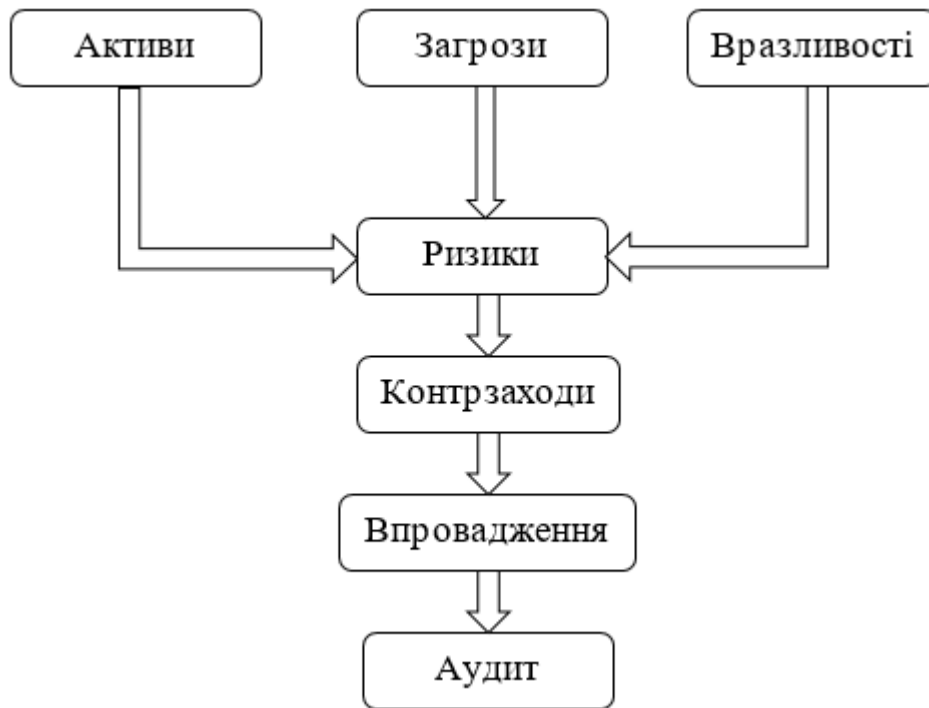 Активи
Загрози
Вразливості
Ризики
Контрзаходи
Впровадження
Аудит